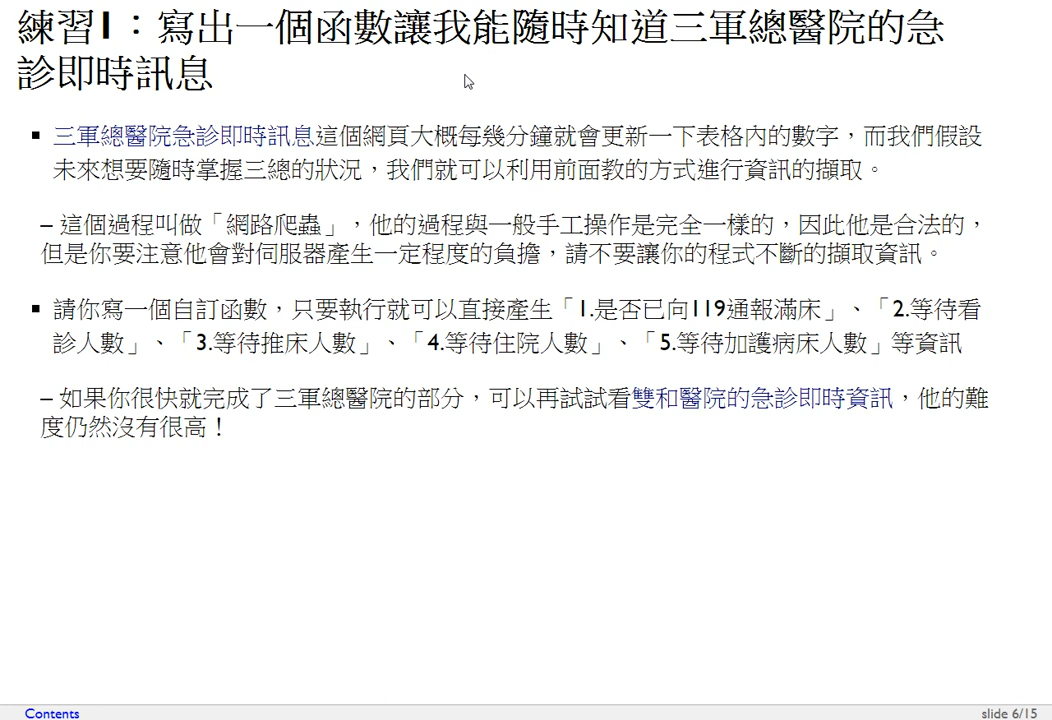 練習1：寫出一個函數讓我能隨時知道三軍總醫院的急
診即時訊息
▪ 三軍總醫院急診即時訊息這個網頁大概每幾分鐘就會更新一下表格內的數字，而我們假設
未來想要隨時掌握三總的狀況，我們就可以利用前面教的方式進行資訊的擷取。
– 這個過程叫做「網路爬蟲」，他的過程與一般手工操作是完全一樣的，因此他是合法的，
但是你要注意他會對伺服器產生一定程度的負擔，請不要讓你的程式不斷的擷取資訊。
▪ 請你寫一個自訂函數，只要執行就可以直接產生「1.是否已向119通報滿床」、「2.等待看
診人數」、「3.等待推床人數」、「4.等待住院人數」、「5.等待加護病床人數」等資訊
– 如果你很快就完成了三軍總醫院的部分，可以再試試看雙和醫院的急診即時資訊，他的難
度仍然沒有很高！
Contents
slide 6/15